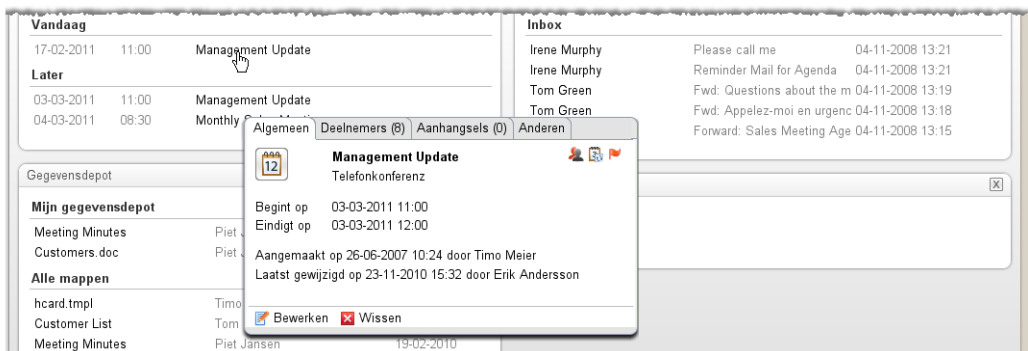 Vandaag
17-02-2011 11:00 Management Update
Later
03-03-2011 11:00 Management Update
04-03-2011 08:30 Monthly
Inbox
Irene Murphy Please call me 04-11-2008 13:21
Irene Murphy Reminder Mail for Agenda 04-11-2008 13:21
Tom Green Fwd: Questions about the m 04-11-2008 13:19
Tom Green Fwd: Appelez-moi en urgenc 04-11-2008 13:18
Forward: Sales Meeting Age 04-11-2008 13:15
Algemeen Deelnemers (8) Aanhangsels (0) Anderen
12 Management Update
Telefonkonferenz
Begint op 03-03-2011 11:00
Eindigt op 03-03-2011 12:00
Aangemaakt op 26-06-2007 10:24 door Timo Meier
Laatst gewijzigd op 23-11-2010 15:32 door Erik Andersson
Bewerken Wissen
Gegevensdepot
Mijn gegevensdepot
Meeting Minutes Piet
Customers.doc Piet
Alle mappen
hcard.tmpl Timo
Customer List Tom
Meeting Minutes Piet Jansen 19-02-2010